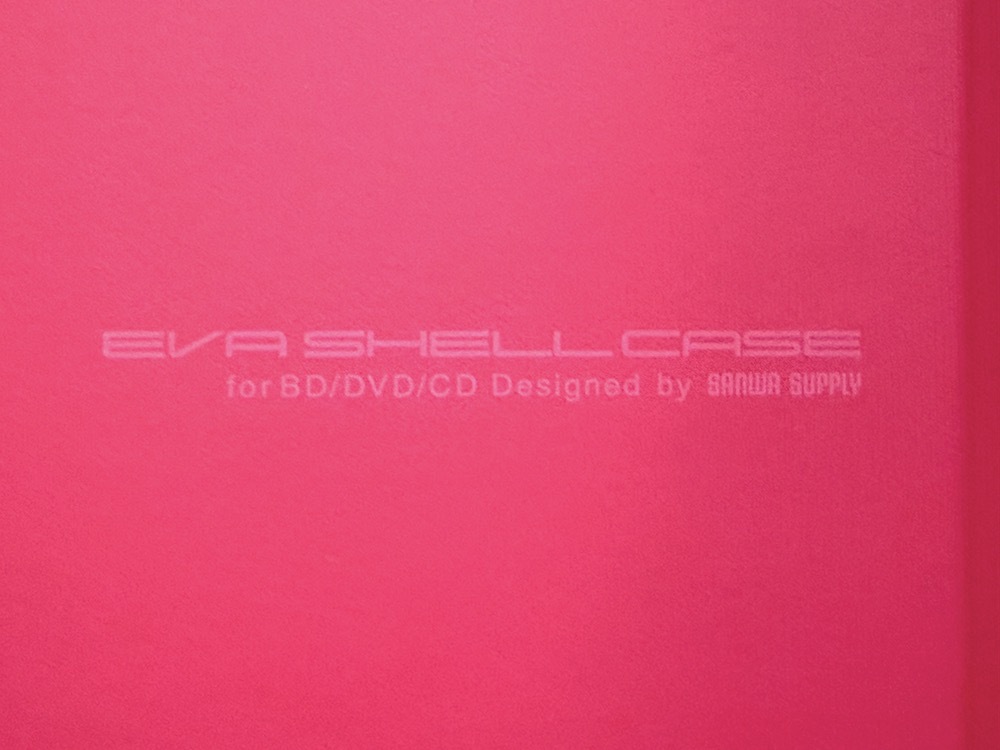 EVA SHELL CASE
for BD/DVD/CD Designed by SANWA SUPPLY